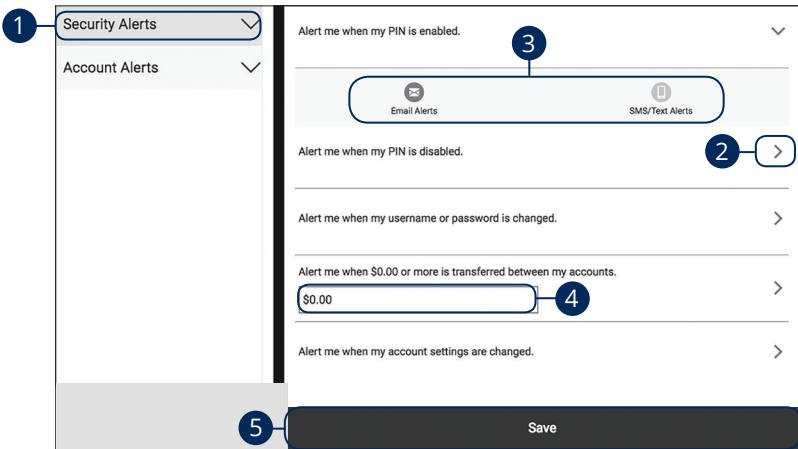 1
Security Alerts
Account Alerts
Alert me when my PIN is enabled.
3
Email Alerts
SMS/Text Alerts
Alert me when my PIN is disabled.
2
Alert me when my username or password is changed.
Alert me when $0.00 or more is transferred between my accounts.
$0.00
4
Alert me when my account settings are changed.
5
Save